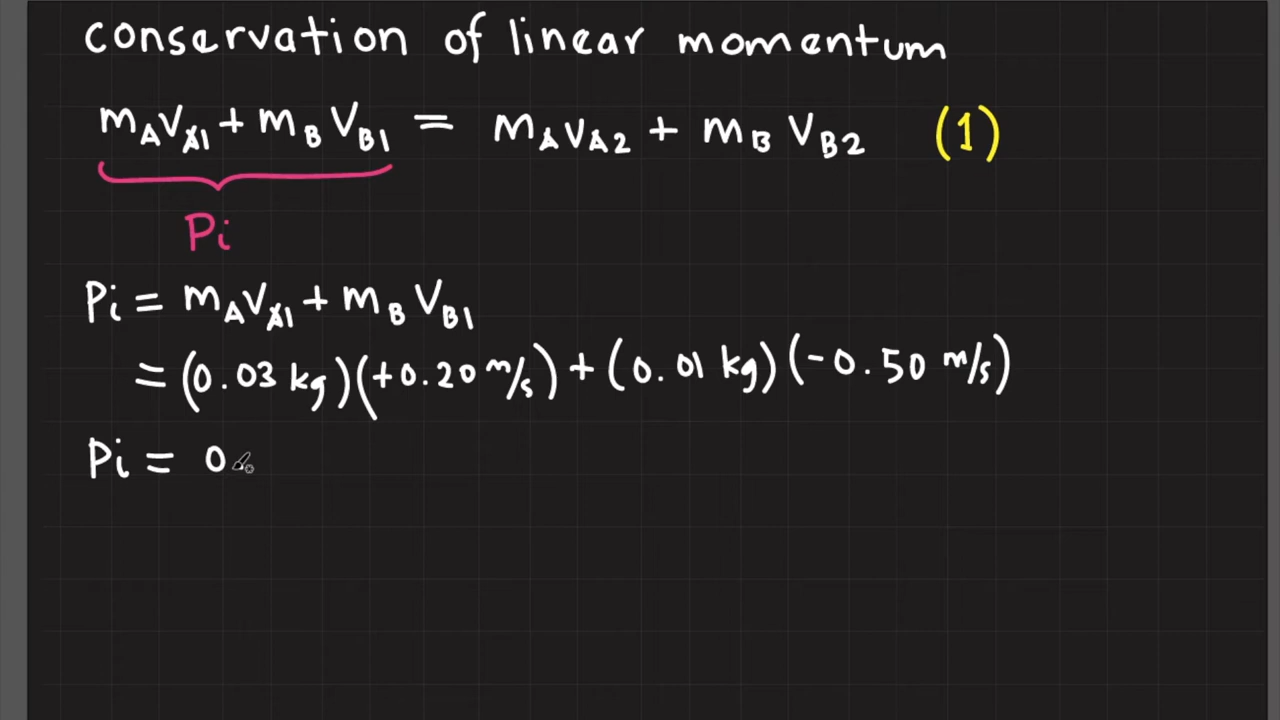 conservation of linear momentum
mAVA1 + mBVB1 = mAVA2 + mBVB2 (1)
Pi
Pi = mAVA1 + mBVB1
= (0.03 kg)(+0.20 m/s) + (0.01 kg)(-0.50 m/s)
Pi = 0.